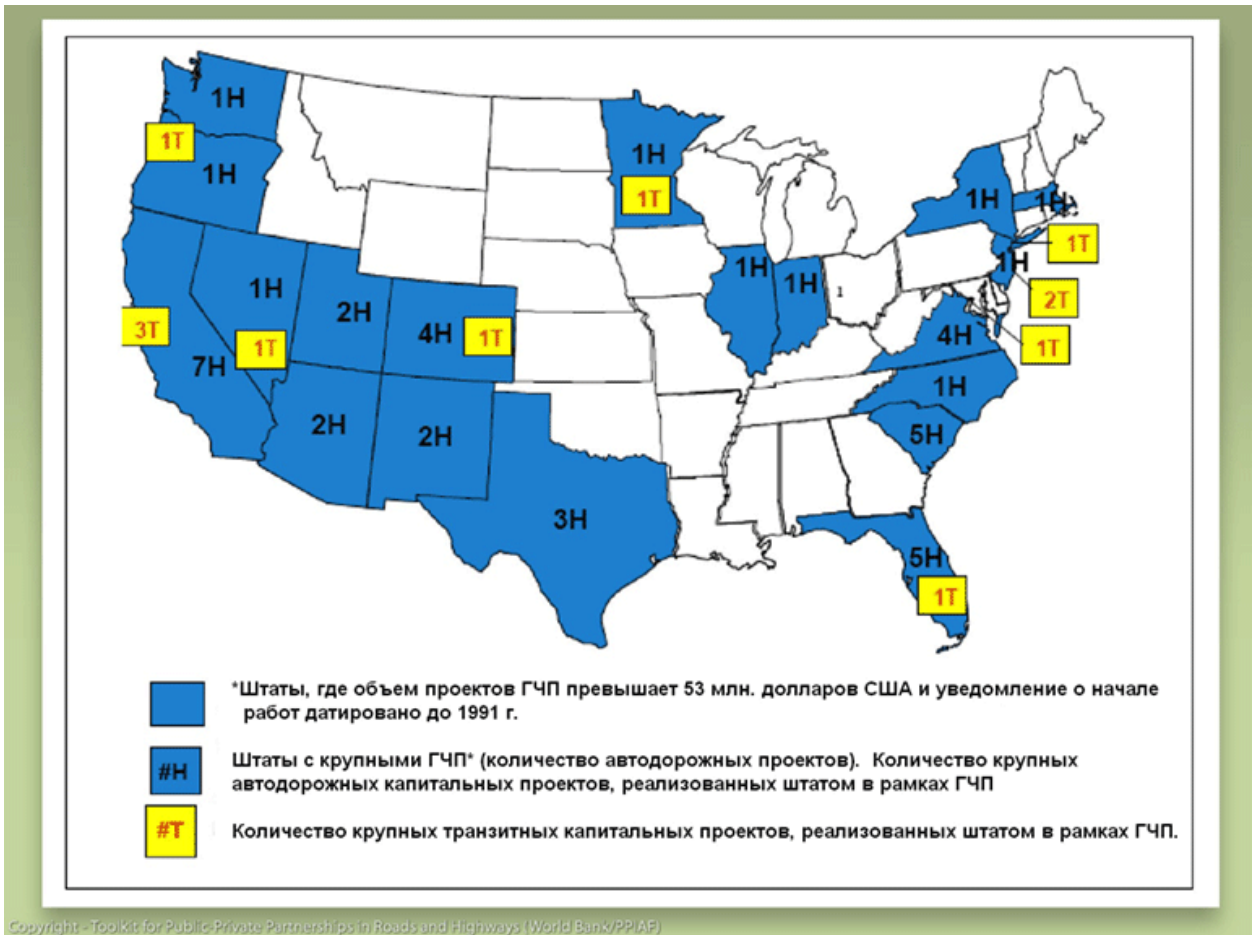 1H
1T
1H
1H
1T
1H
1H
1T
1H
1H
1H
2T
1H
2H
4H
1T
3T
1T
7H
4H
1T
1H
2H
2H
5H
3H
5H
1T
1
*Штаты, где объем проектов ГЧП превышает 53 млн. долларов США и уведомление о начале
работ датировано до 1991 г.
#H
Штаты с крупными ГЧП* (количество автодорожных проектов). Количество крупных
автодорожных капитальных проектов, реализованных штатом в рамках ГЧП
#T
Количество крупных транзитных капитальных проектов, реализованных штатом в рамках ГЧП.
Copyright - Toolkit for Public-Private Partnerships in Roads and Highways (World Bank/PPIAF)